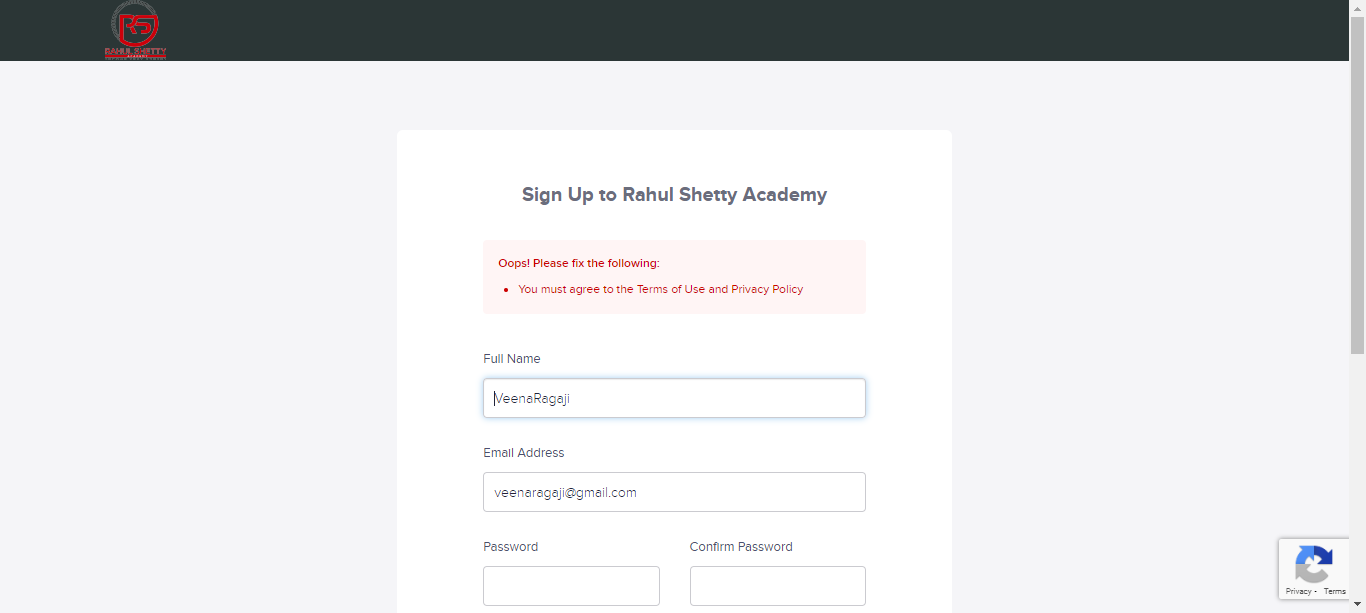 RS
RAHUL SHETTY
Sign Up to Rahul Shetty Academy
Oops! Please fix the following:
You must agree to the Terms of Use and Privacy Policy
Full Name
VeenaRagaji
Email Address
veenaragaji@gmail.com
Password Confirm Password
Privacy - Terms